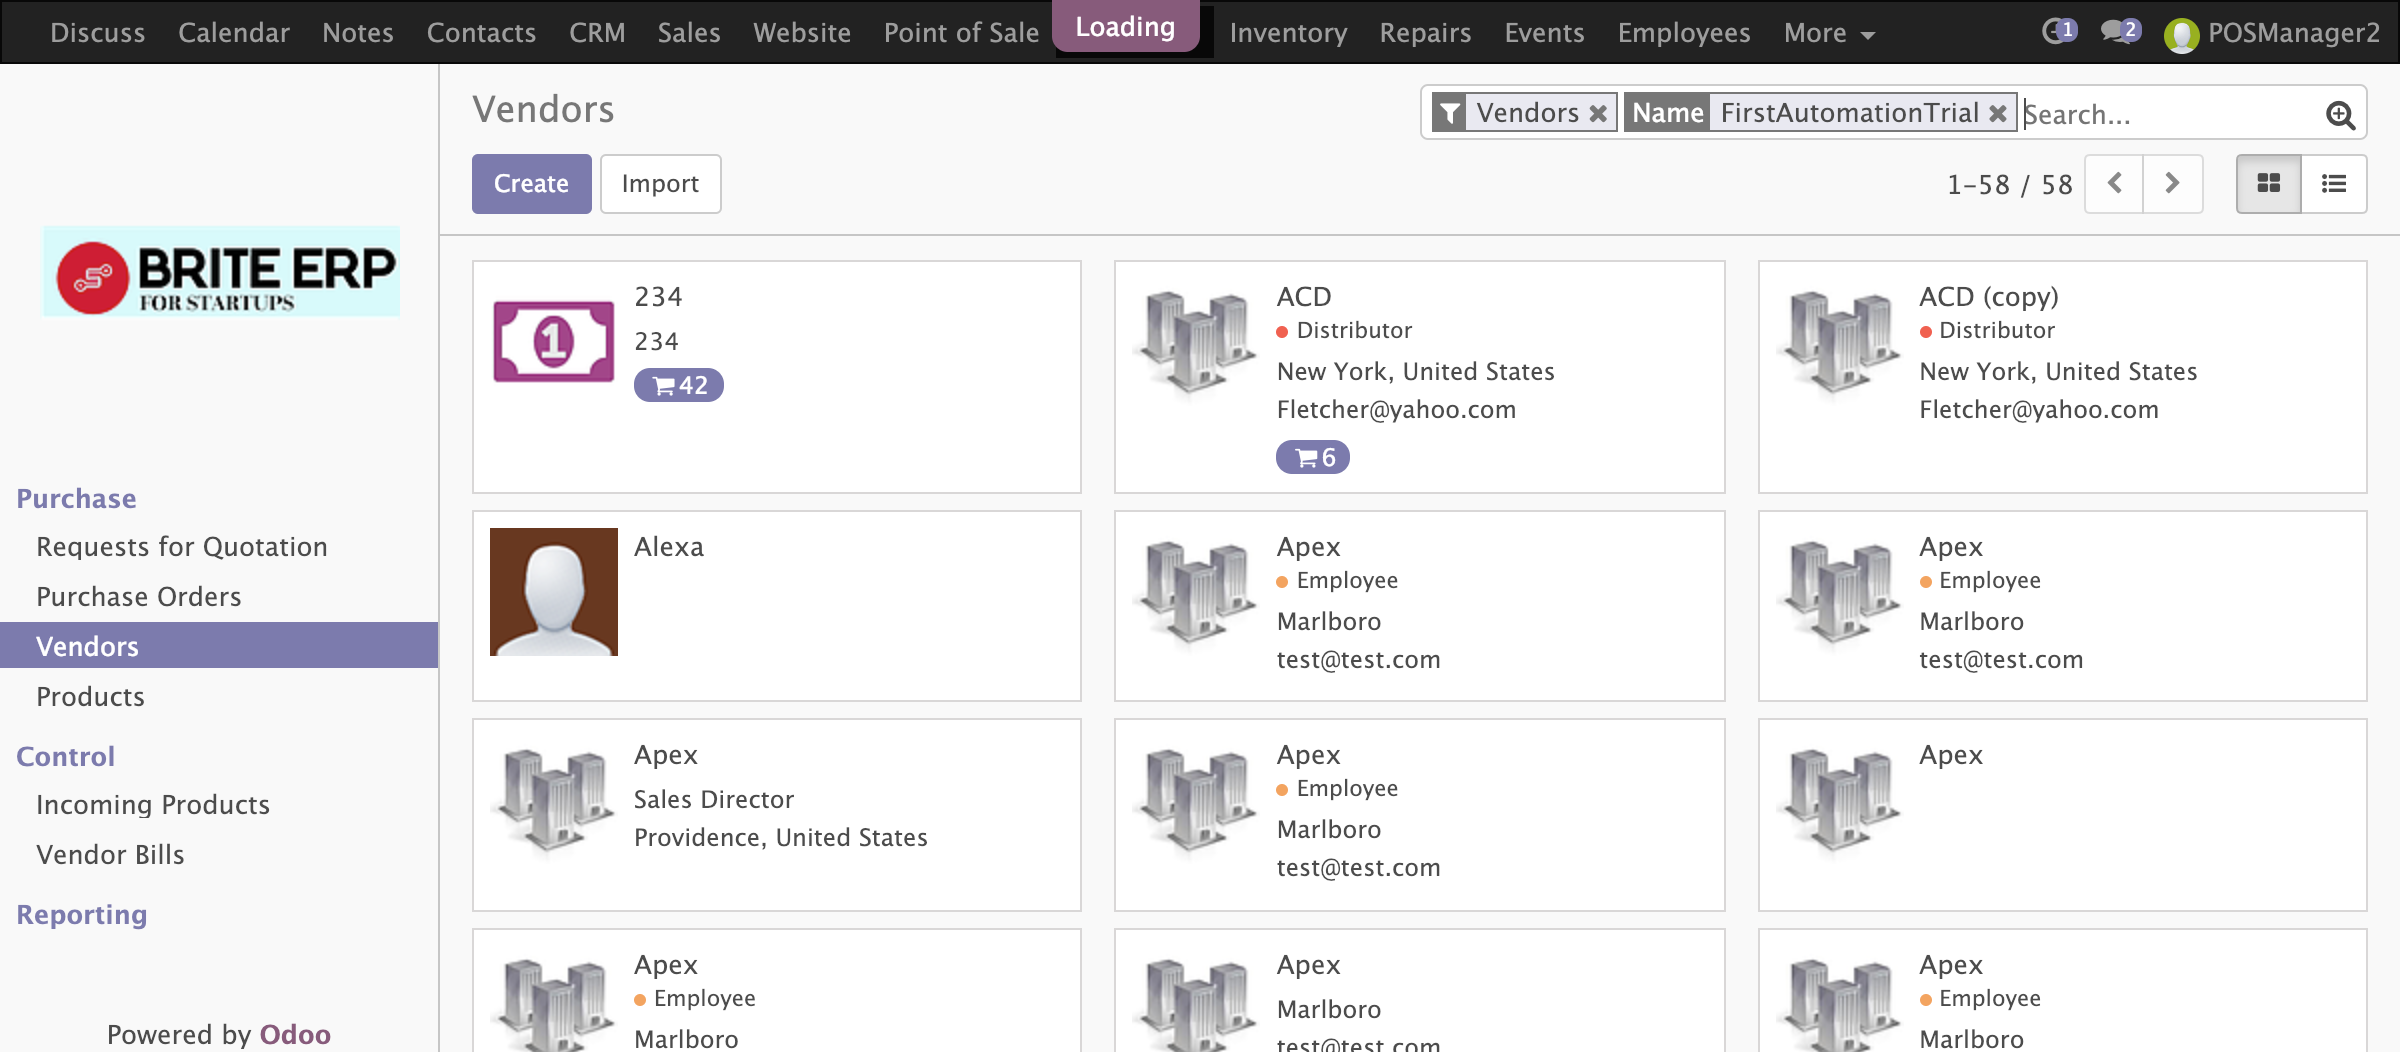 Discuss Calendar Notes Contacts CRM Sales Website Point of Sale Loading Inventory Repairs Events Employees More 1 2 POSManager2
Vendors
Vendors Name FirstAutomationTrial Search...
Create Import
1-58 / 58
BRITE ERP
FOR STARTUPS
Purchase
Requests for Quotation
Purchase Orders
Vendors
Products
Control
Incoming Products
Vendor Bills
Reporting
Powered by Odoo
1
234
234
42
ACD
Distributor
New York, United States
Fletcher@yahoo.com
6
ACD (copy)
Distributor
New York, United States
Fletcher@yahoo.com
Alexa
Apex
Employee
Marlboro
test@test.com
Apex
Employee
Marlboro
test@test.com
Apex
Sales Director
Providence, United States
Apex
Employee
Marlboro
test@test.com
Apex
Apex
Employee
Marlboro
Apex
Marlboro
test@test.com
Apex
Employee
Marlboro